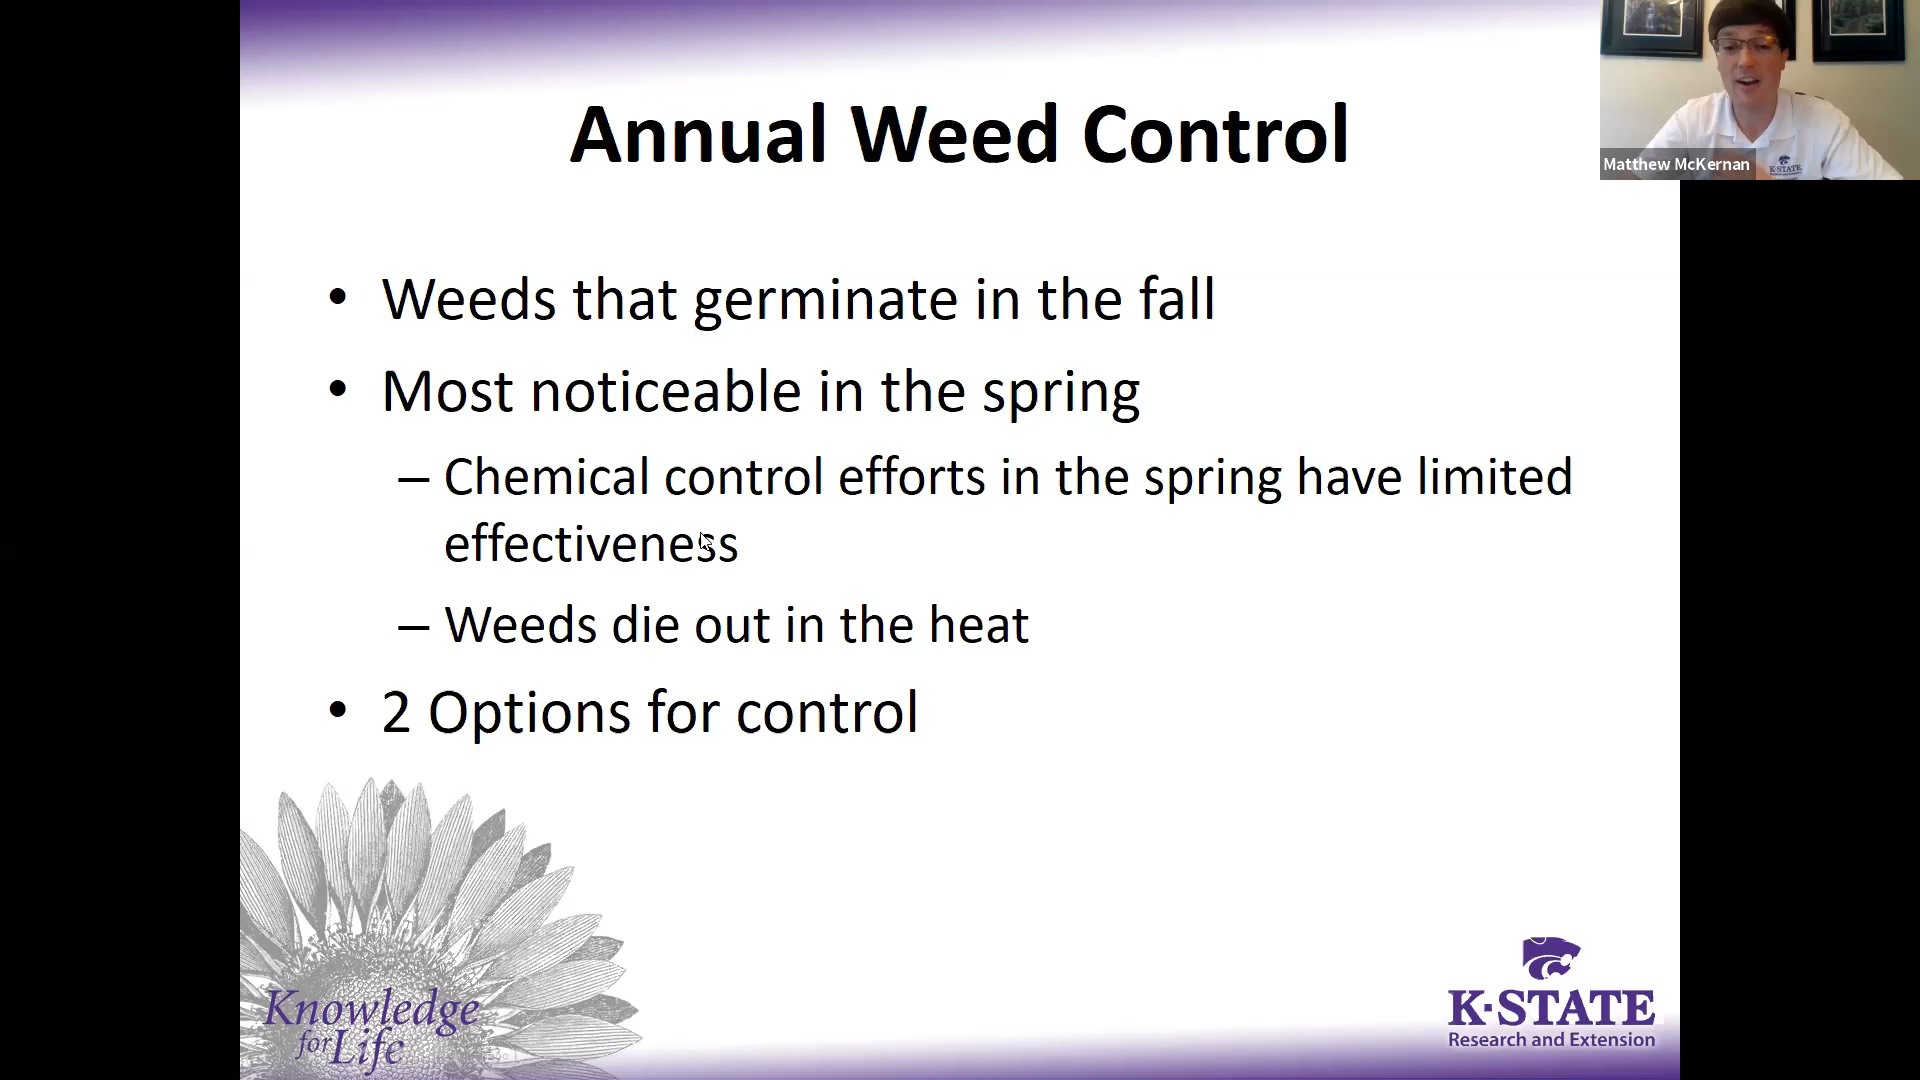 Annual Weed Control
• Weeds that germinate in the fall
• Most noticeable in the spring
– Chemical control efforts in the spring have limited
effectiveness
– Weeds die out in the heat
• 2 Options for control
Knowledge
for Life
K•STATE
Research and Extension
Matthew McKernan
K-STATE